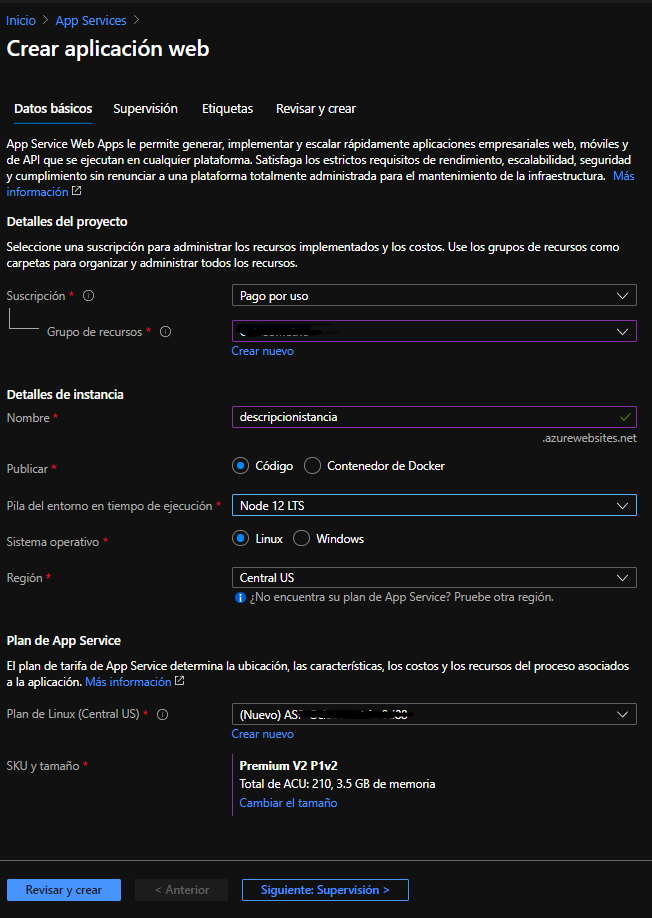 Inicio > App Services >
Crear aplicación web
Datos básicos Supervisión Etiquetas Revisar y crear
App Service Web Apps le permite generar, implementar y escalar rápidamente aplicaciones empresariales web, móviles y
de API que se ejecutan en cualquier plataforma. Satisfaga los estrictos requisitos de rendimiento, escalabilidad, seguridad
y cumplimiento sin renunciar a una plataforma totalmente administrada para el mantenimiento de la infraestructura. Más
información
Detalles del proyecto
Seleccione una suscripción para administrar los recursos implementados y los costos. Use los grupos de recursos como
carpetas para organizar y administrar todos los recursos.
Suscripción * Pago por uso
Grupo de recursos *
Crear nuevo
Detalles de instancia
Nombre * descripcionistancia
.azurewebsites.net
Publicar * Código Contenedor de Docker
Pila del entorno en tiempo de ejecución * Node 12 LTS
Sistema operativo * Linux Windows
Región * Central US
¿No encuentra su plan de App Service? Pruebe otra región.
Plan de App Service
El plan de tarifa de App Service determina la ubicación, las características, los costos y los recursos del proceso asociados
a la aplicación. Más información
Plan de Linux (Central US) * (Nuevo)
Crear nuevo
SKU y tamaño * Premium V2 P1v2
Total de ACU: 210, 3.5 GB de memoria
Cambiar el tamaño
Revisar y crear < Anterior Siguiente: Supervisión >